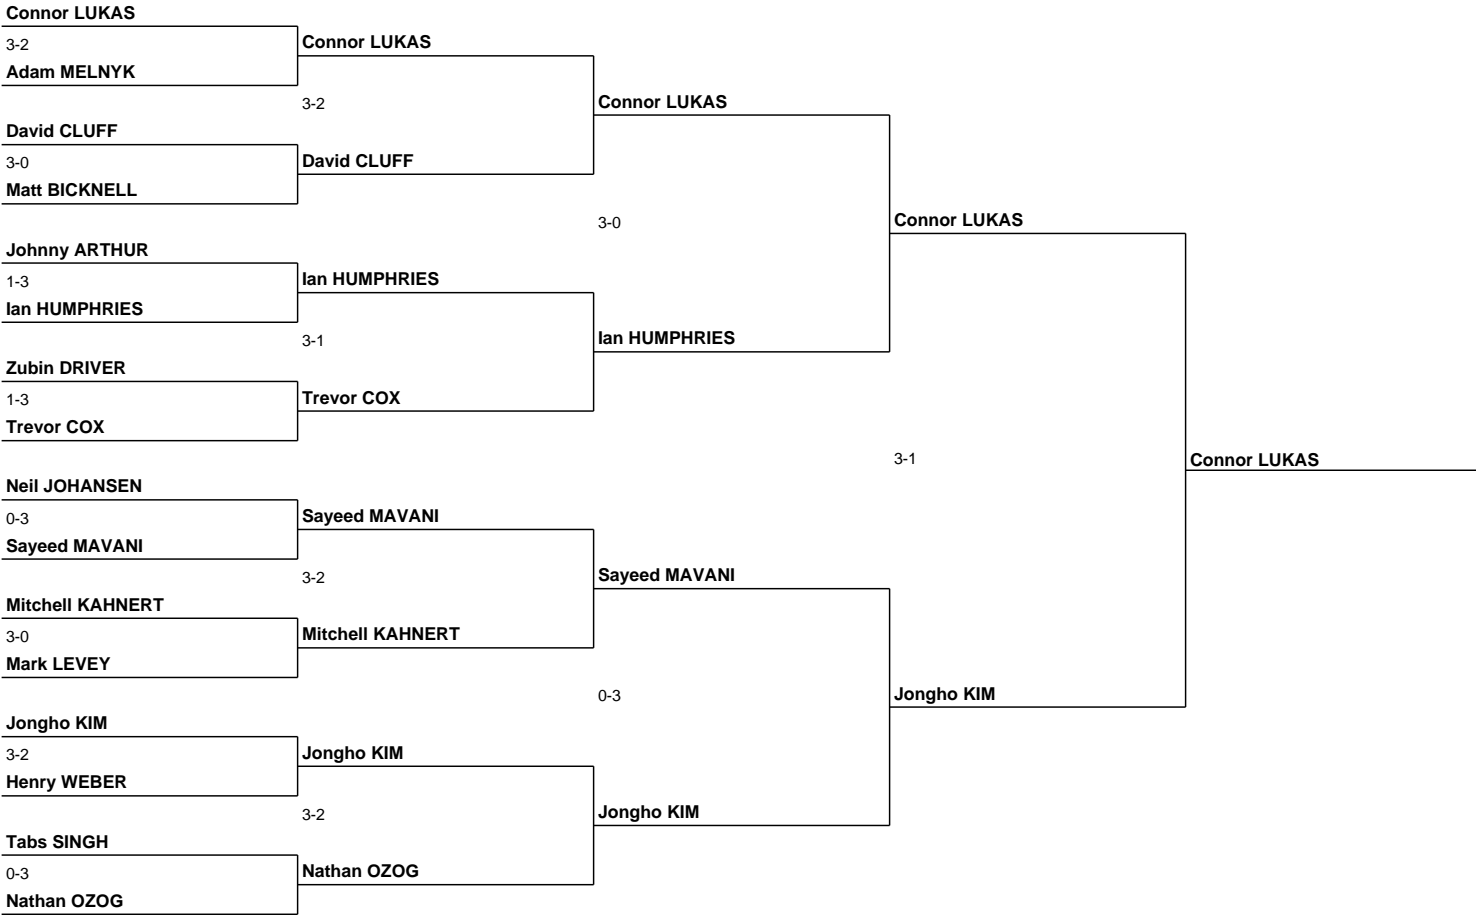 Connor LUKAS
3-2
Adam MELNYK
David CLUFF
3-0
Matt BICKNELL
Johnny ARTHUR
1-3
Ian HUMPHRIES
Zubin DRIVER
1-3
Trevor COX
Neil JOHANSEN
0-3
Sayeed MAVANI
Mitchell KAHNERT
3-0
Mark LEVEY
Jongho KIM
3-2
Henry WEBER
Tabs SINGH
0-3
Nathan OZOG
Connor LUKAS
3-2
David CLUFF
Ian HUMPHRIES
3-1
Trevor COX
Sayeed MAVANI
3-2
Mitchell KAHNERT
Jongho KIM
3-2
Nathan OZOG
Connor LUKAS
3-0
Ian HUMPHRIES
Sayeed MAVANI
0-3
Jongho KIM
Connor LUKAS
3-1
Jongho KIM
Connor LUKAS